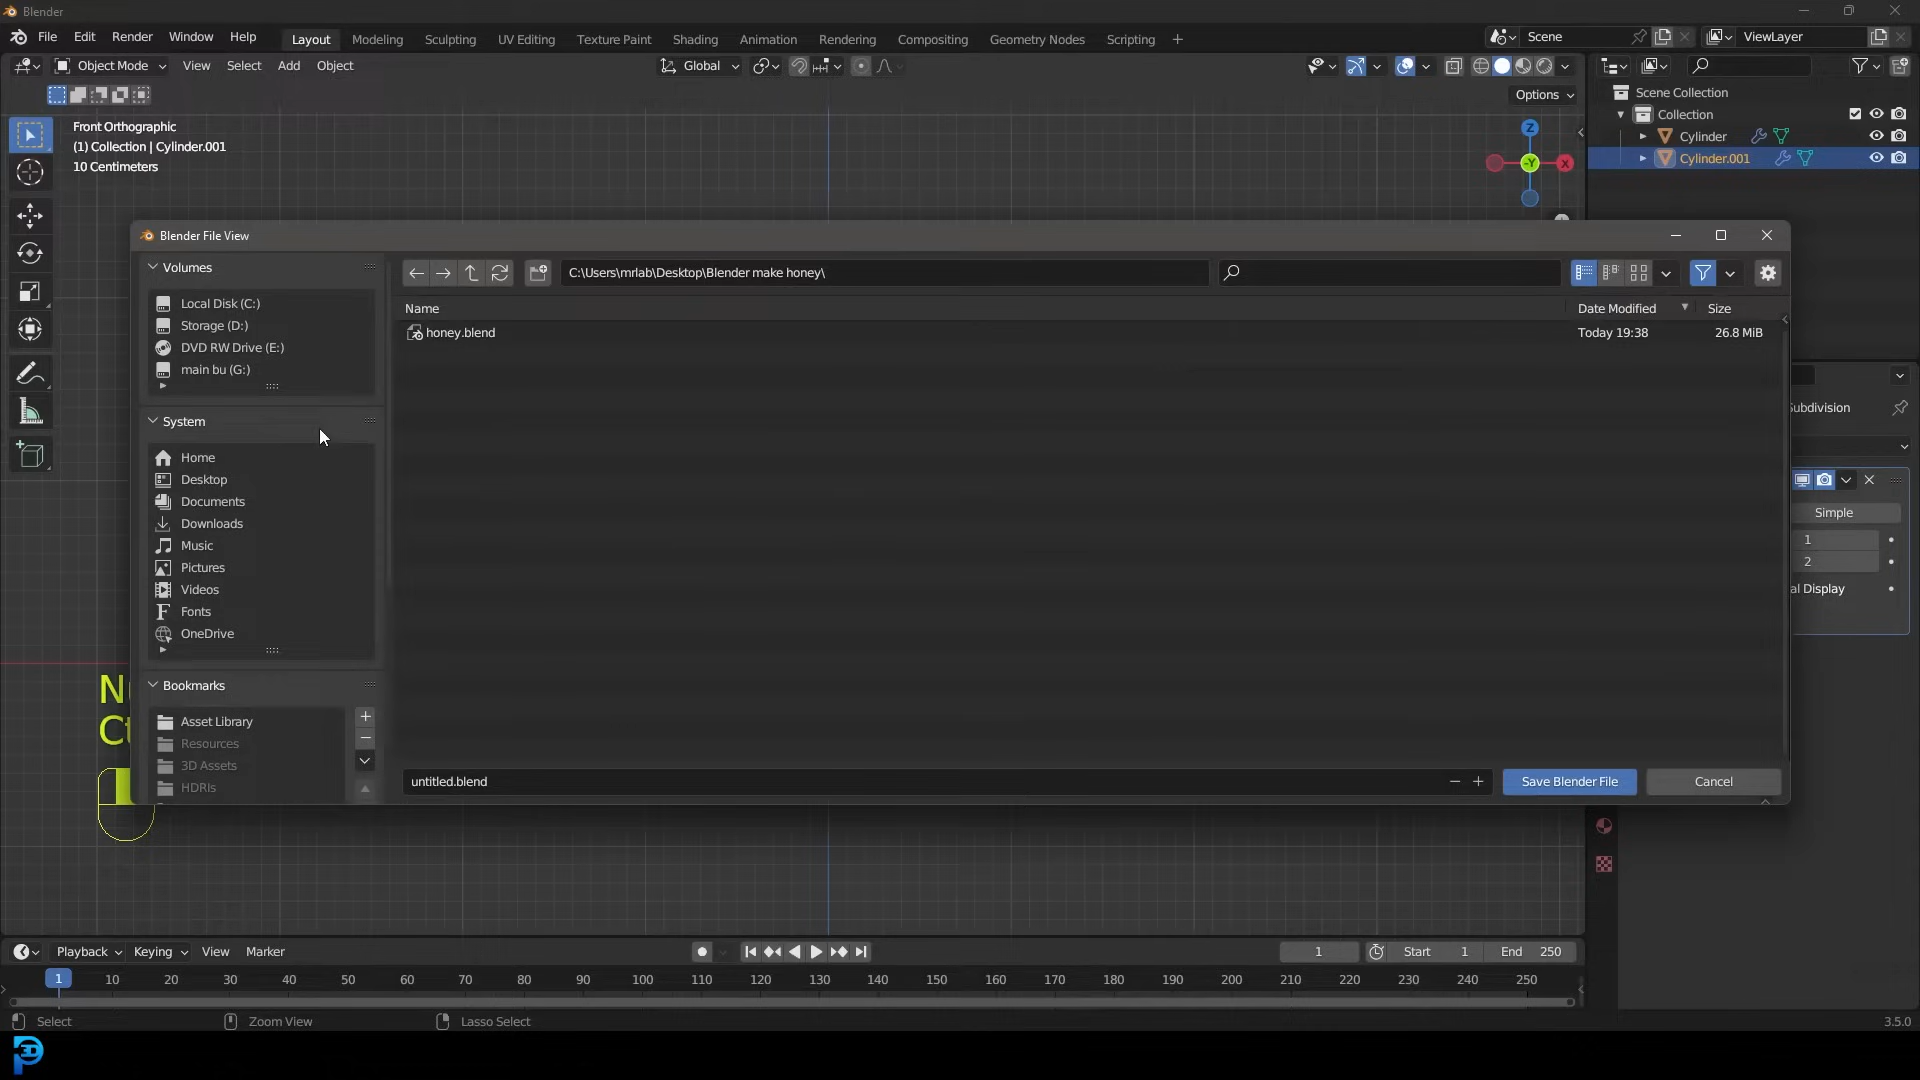 Blender
File Edit Render Window Help Layout Modeling Sculpting UV Editing Texture Paint Shading Animation Rendering Compositing Geometry Nodes Scripting + Scene ViewLayer
Object Mode View Select Add Object Global
Options
Front Orthographic
(1) Collection | Cylinder.001
10 Centimeters
Z
-Y X
Scene Collection
Collection
Cylinder
Cylinder.001
Blender File View
Volumes
Local Disk (C:)
Storage (D:)
DVD RW Drive (E:)
main bu (G:)
System
Home
Desktop
Documents
Downloads
Music
Pictures
Videos
Fonts
OneDrive
Bookmarks
Asset Library
Resources
3D Assets
HDRIs
C:\Users\mrlab\Desktop\Blender make honey\
Name Date Modified Size
honey.blend Today 19:38 26.8 MiB
untitled.blend
Save Blender File Cancel
ubdivision
Simple
1
2
al Display
Playback Keying View Marker 1 Start 1 End 250
1 10 20 30 40 50 60 70 80 90 100 110 120 130 140 150 160 170 180 190 200 210 220 230 240 250
Select Zoom View Lasso Select 3.5.0